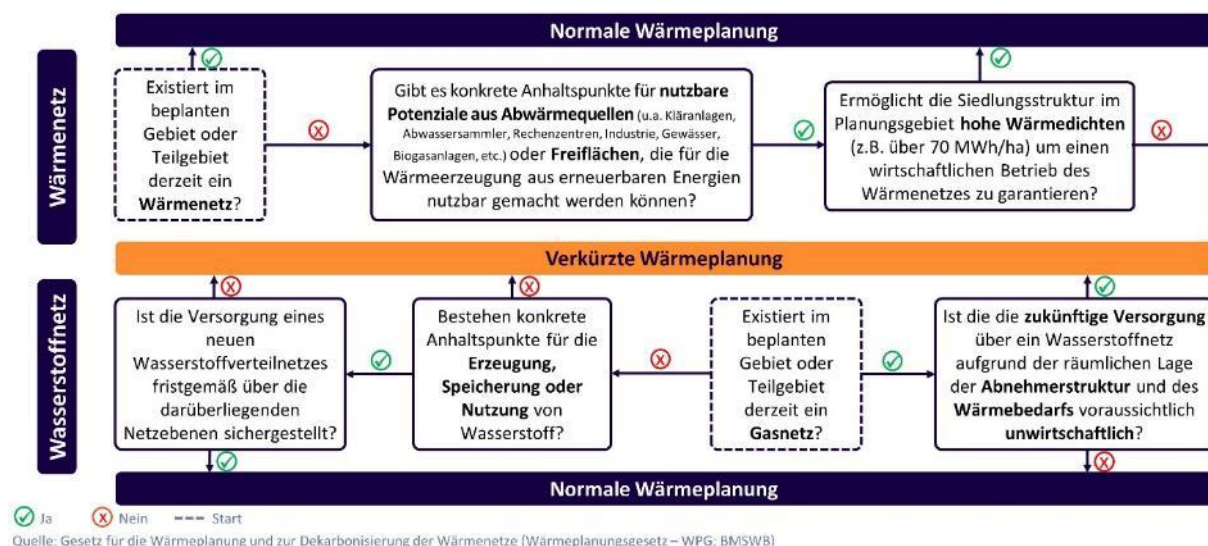 Normale Wärmeplanung
Wärmenetz
Existiert im
beplanten
Gebiet oder
Teilgebiet
derzeit ein
Wärmenetz?
Gibt es konkrete Anhaltspunkte für nutzbare
Potenziale aus Abwärmequellen (u.a. Kläranlagen,
Abwassersammler, Rechenzentren, Industrie, Gewässer,
Biogasanlagen, etc.) oder Freiflächen, die für die
Wärmeerzeugung aus erneuerbaren Energien
nutzbar gemacht werden können?
Ermöglicht die Siedlungsstruktur im
Planungsgebiet hohe Wärmedichten
(z.B. über 70 MWh/ha) um einen
wirtschaftlichen Betrieb des
Wärmenetzes zu garantieren?
Verkürzte Wärmeplanung
Wasserstoffnetz
Ist die Versorgung eines
neuen
Wasserstoffverteilnetzes
fristgemäß über die
darüberliegenden
Netzebenen sichergestellt?
Bestehen konkrete
Anhaltspunkte für die
Erzeugung,
Speicherung oder
Nutzung von
Wasserstoff?
Existiert im
beplanten
Gebiet oder
Teilgebiet
derzeit ein
Gasnetz?
Ist die die zukünftige Versorgung
über ein Wasserstoffnetz
aufgrund der räumlichen Lage
der Abnehmerstruktur und des
Wärmebedarfs voraussichtlich
unwirtschaftlich?
Normale Wärmeplanung
Ja Nein Start
Quelle: Gesetz für die Wärmeplanung und zur Dekarbonisierung der Wärmenetze (Wärmeplanungsgesetz – WPG; BMSWB)